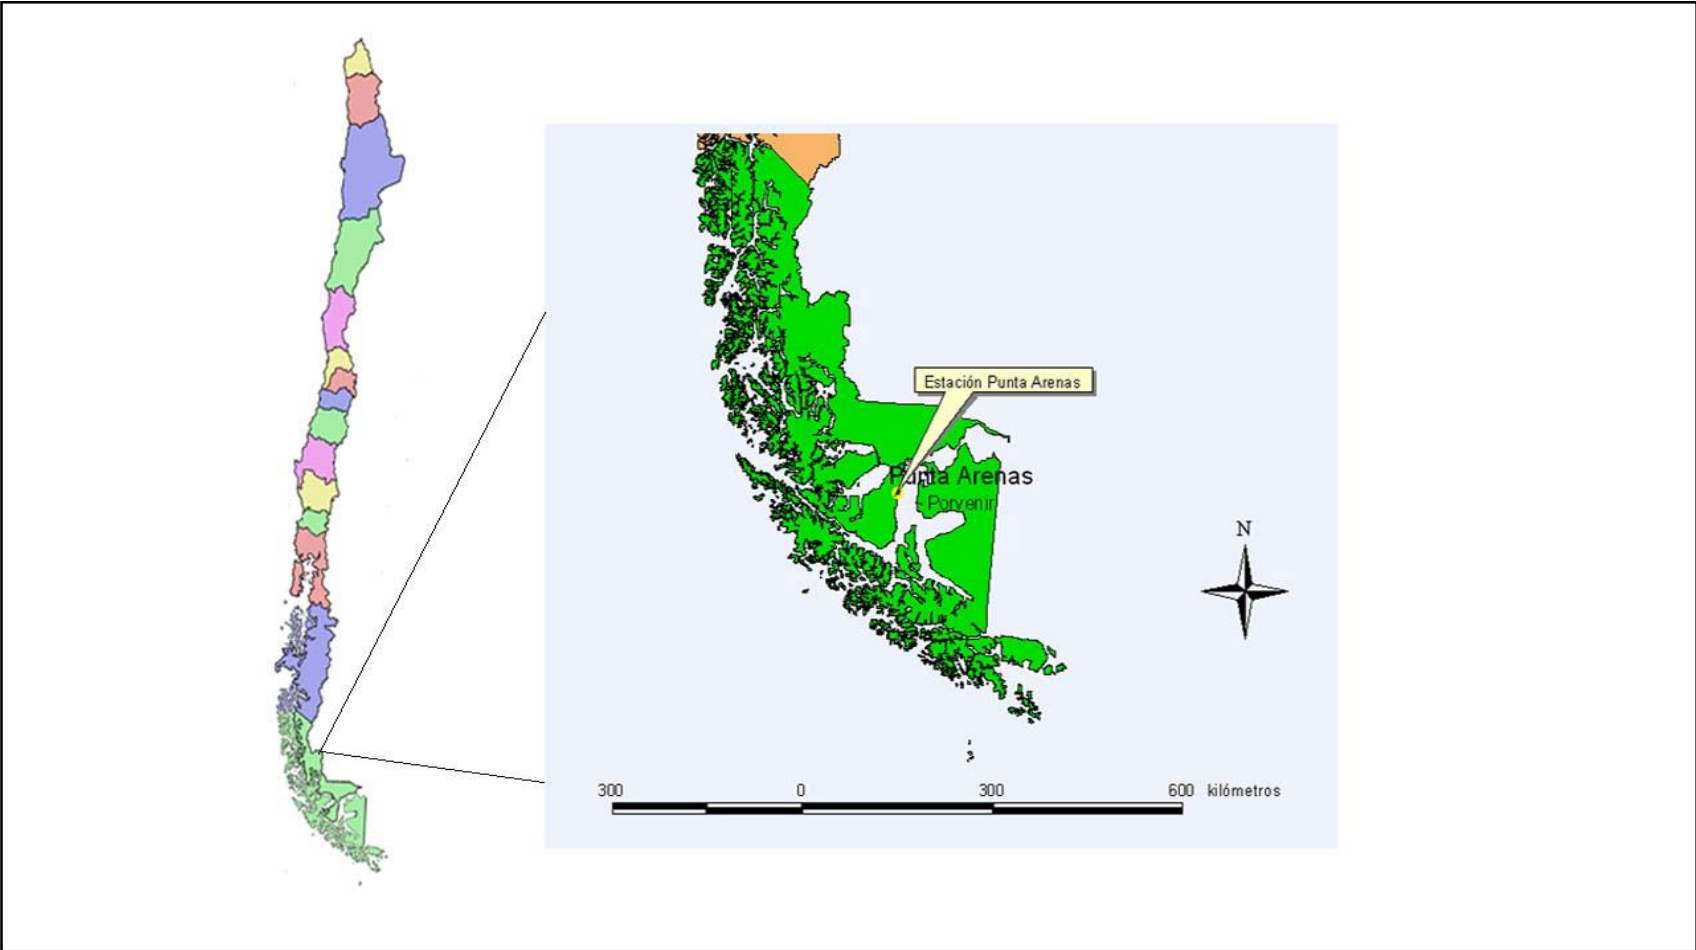 Estación Punta Arenas
Punta Arenas
Porvenir
N
300 0 300 600 kilómetros